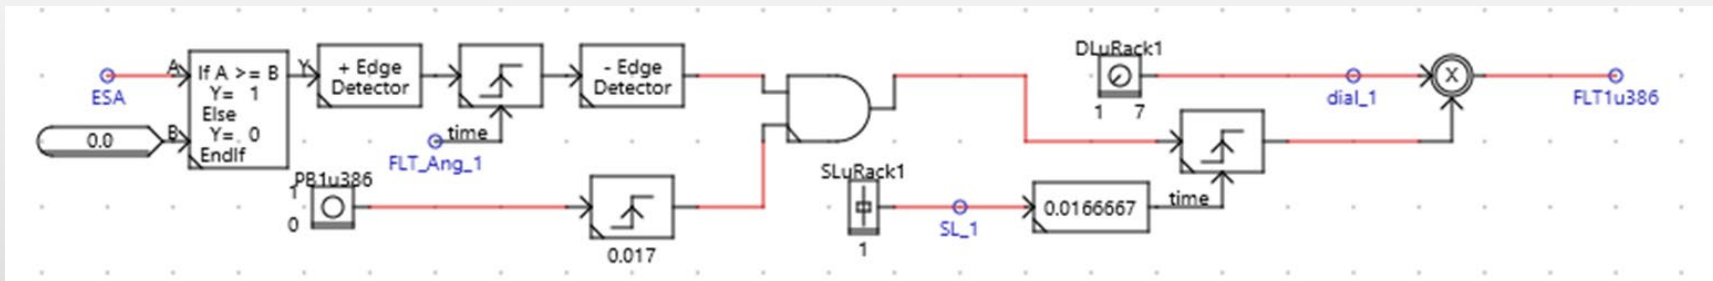 ESA
A
If A >= B
Y= 1
Else
Y= 0
EndIf
Y
B
0.0
+ Edge
Detector
time
FLT_Ang_1
- Edge
Detector
PB1u386
1
0
0.017
SLuRack1
1
SL_1
0.0166667
time
DLuRack1
1 7
dial_1
X
FLT1u386